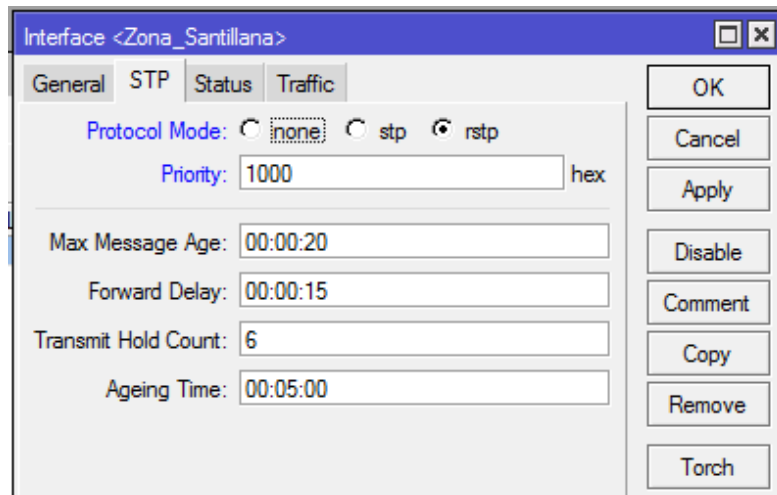 Interface <Zona_Santillana>
General STP Status Traffic
Protocol Mode: none stp rstp
Priority: 1000 hex
Max Message Age: 00:00:20
Forward Delay: 00:00:15
Transmit Hold Count: 6
Ageing Time: 00:05:00
OK
Cancel
Apply
Disable
Comment
Copy
Remove
Torch